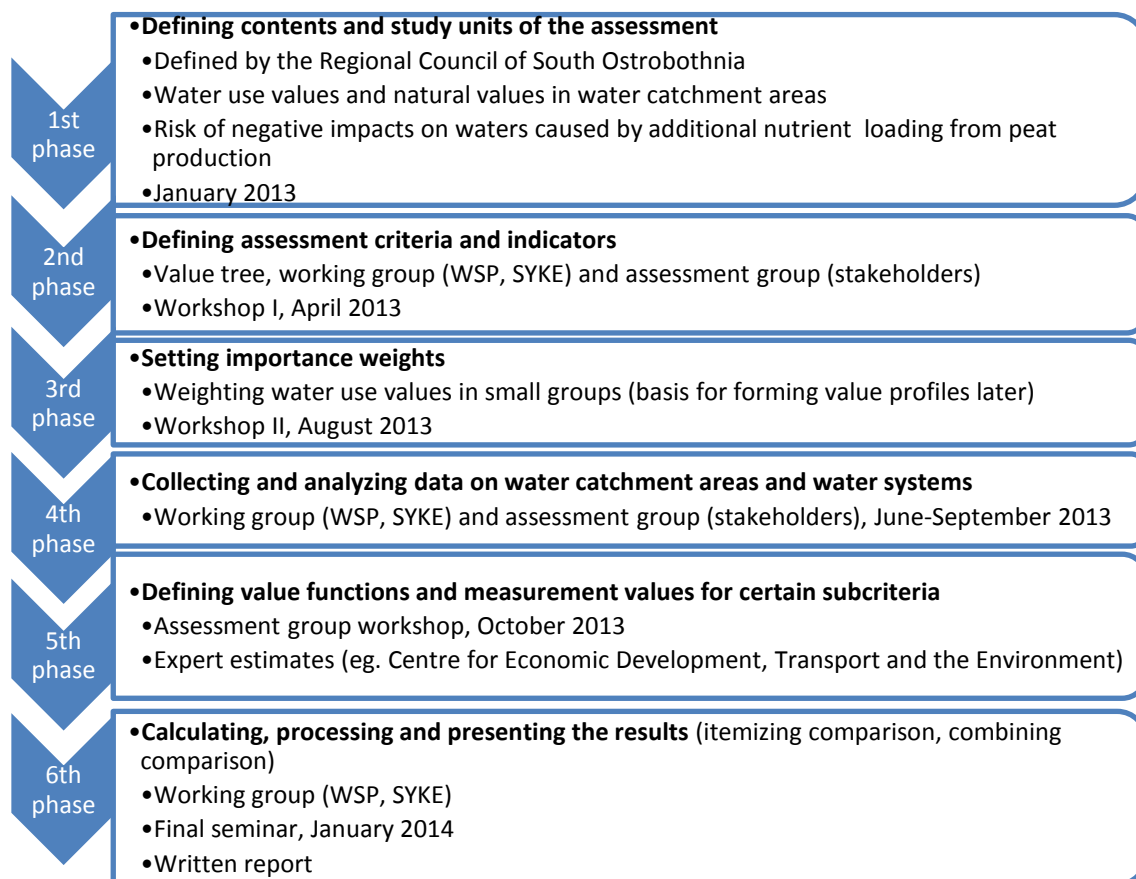 1st
phase
•Defining contents and study units of the assessment
•Defined by the Regional Council of South Ostrobothnia
•Water use values and natural values in water catchment areas
•Risk of negative impacts on waters caused by additional nutrient loading from peat
production
•January 2013
2nd
phase
•Defining assessment criteria and indicators
•Value tree, working group (WSP, SYKE) and assessment group (stakeholders)
•Workshop I, April 2013
3rd
phase
•Setting importance weights
•Weighting water use values in small groups (basis for forming value profiles later)
•Workshop II, August 2013
4th
phase
•Collecting and analyzing data on water catchment areas and water systems
•Working group (WSP, SYKE) and assessment group (stakeholders), June-September 2013
5th
phase
•Defining value functions and measurement values for certain subcriteria
•Assessment group workshop, October 2013
•Expert estimates (eg. Centre for Economic Development, Transport and the Environment)
6th
phase
•Calculating, processing and presenting the results (itemizing comparison, combining
comparison)
•Working group (WSP, SYKE)
•Final seminar, January 2014
•Written report